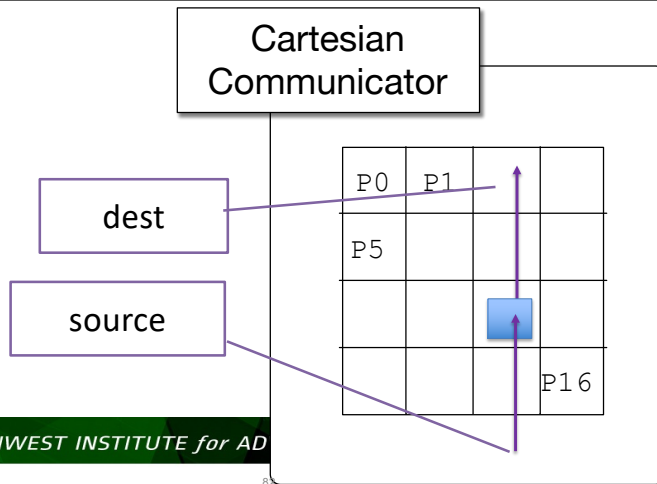 Cartesian
Communicator
dest
source
P0 P1
P5
P16
WEST INSTITUTE for AD